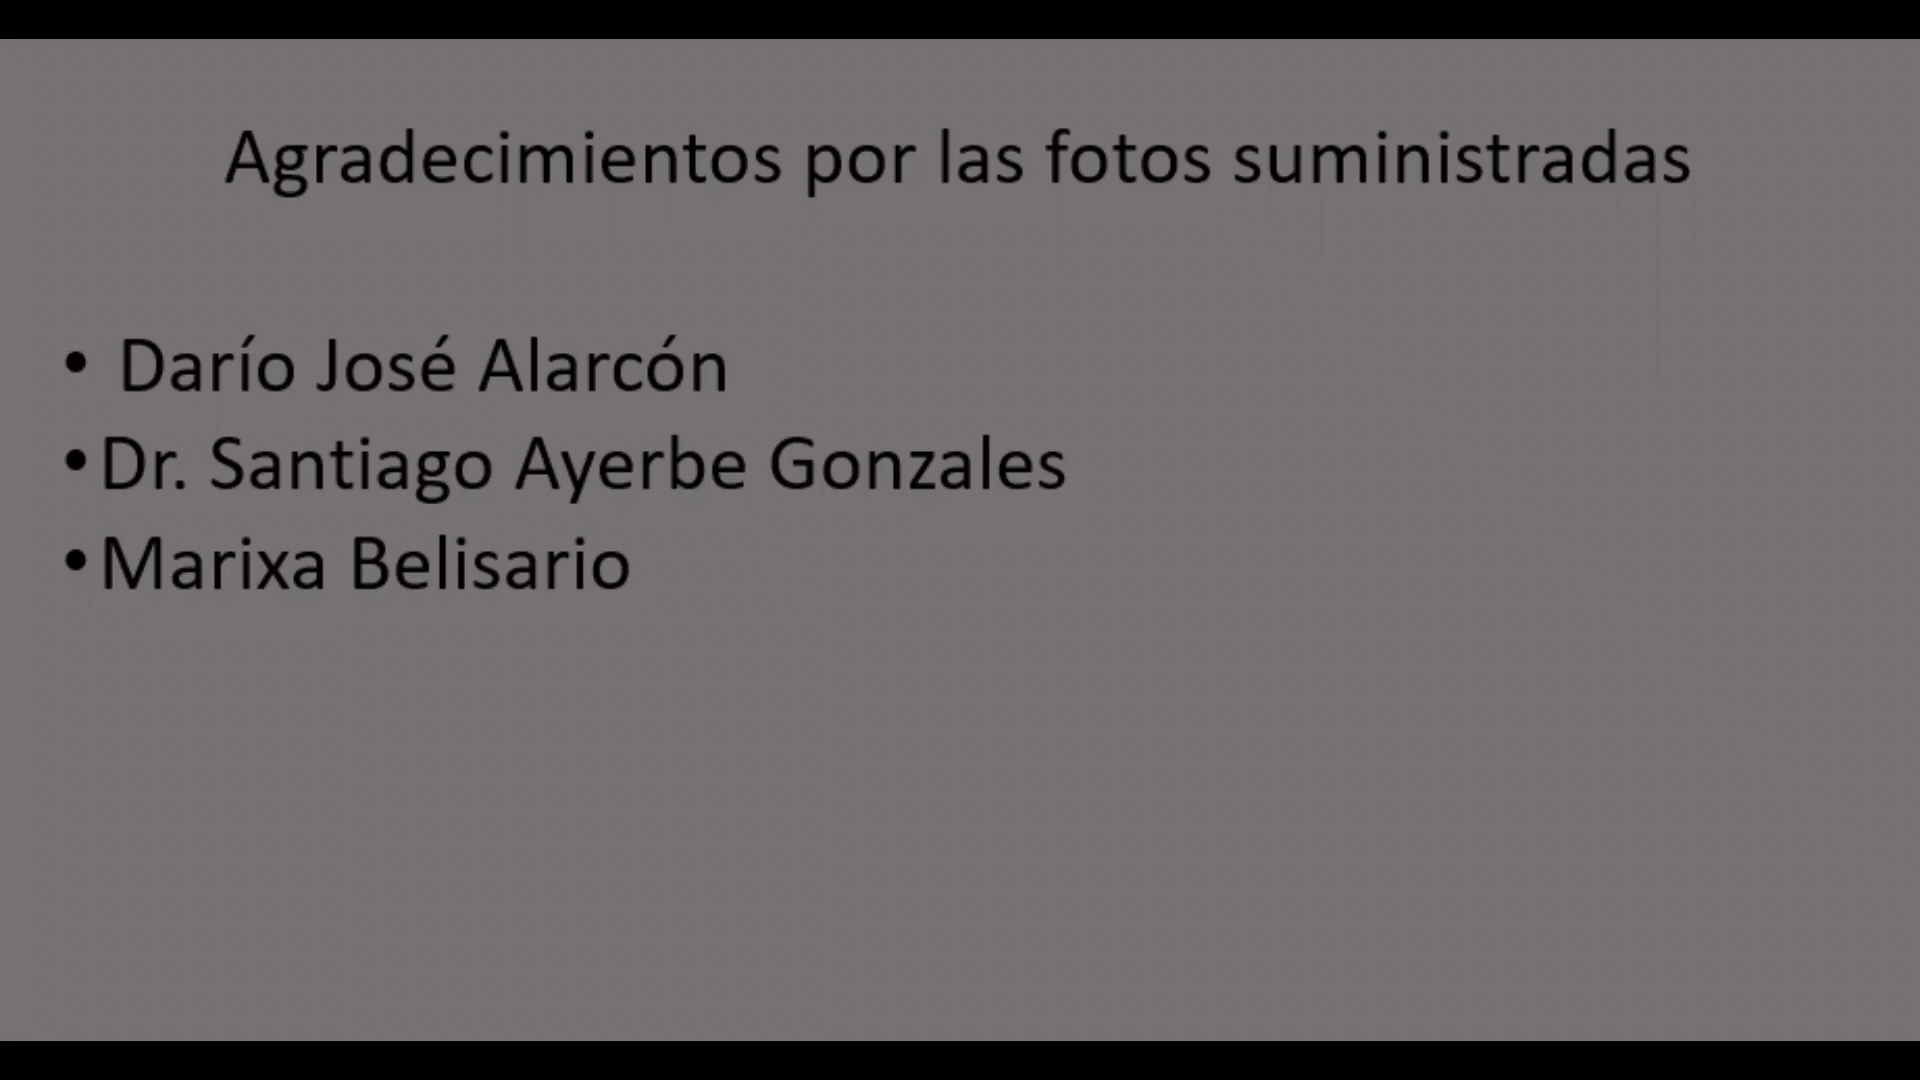 Agradecimientos por las fotos suministradas
• Darío José Alarcón
• Dr. Santiago Ayerbe Gonzales
• Marixa Belisario